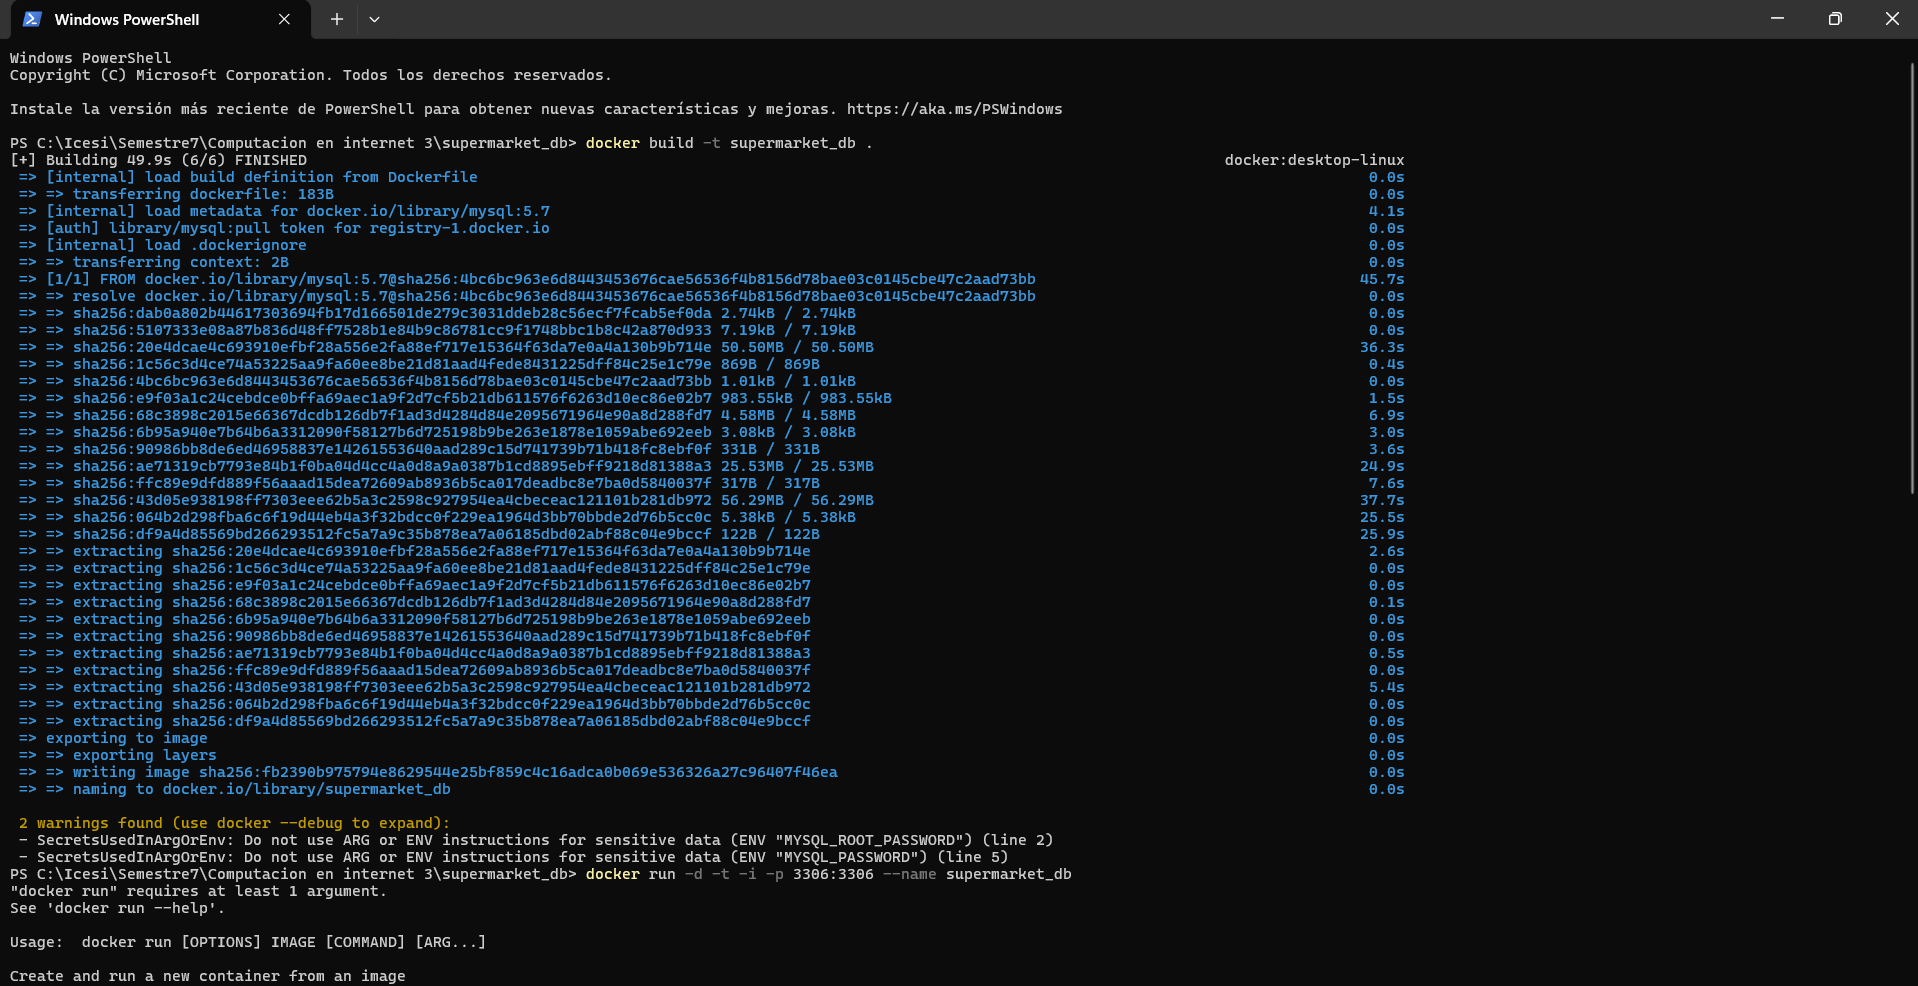 Windows PowerShell
Windows PowerShell
Copyright (C) Microsoft Corporation. Todos los derechos reservados.
Instale la versión más reciente de PowerShell para obtener nuevas características y mejoras. https://aka.ms/PSWindows
PS C:\Icesi\Semestre7\Computacion en internet 3\supermarket_db> docker build -t supermarket_db .
[+] Building 49.9s (6/6) FINISHED docker:desktop-linux
=> [internal] load build definition from Dockerfile 0.0s
=> => transferring dockerfile: 183B 0.0s
=> [internal] load metadata for docker.io/library/mysql:5.7 4.1s
=> [auth] library/mysql:pull token for registry-1.docker.io 0.0s
=> [internal] load .dockerignore 0.0s
=> => transferring context: 2B 0.0s
=> [1/1] FROM docker.io/library/mysql:5.7@sha256:4bc6bc963e6d8443453676cae56536f4b8156d78bae03c0145cbe47c2aad73bb 45.7s
=> => resolve docker.io/library/mysql:5.7@sha256:4bc6bc963e6d8443453676cae56536f4b8156d78bae03c0145cbe47c2aad73bb 0.0s
=> => sha256:dab0a802b44617303694fb17d166501de279c3031ddeb28c56ecf7fcab5ef0da 2.74kB / 2.74kB 0.0s
=> => sha256:5107333e08a87b836d48ff7528b1e84b9c86781cc9f1748bbc1b8c42a870d933 7.19kB / 7.19kB 0.0s
=> => sha256:20e4dcae4c693910efbf28a556e2fa88ef717e15364f63da7e0a4a130b9b714e 50.50MB / 50.50MB 36.3s
=> => sha256:1c56c3d4ce74a53225aa9fa60ee8be21d81aad4fede8431225dff84c25e1c79e 869B / 869B 0.4s
=> => sha256:4bc6bc963e6d8443453676cae56536f4b8156d78bae03c0145cbe47c2aad73bb 1.01kB / 1.01kB 0.0s
=> => sha256:e9f03a1c24cebdce0bffa69aec1a9f2d7cf5b21db611576f6263d10ec86e02b7 983.55kB / 983.55kB 1.5s
=> => sha256:68c3898c2015e66367dcdb126db7f1ad3d4284d84e2095671964e90a8d288fd7 4.58MB / 4.58MB 6.9s
=> => sha256:6b95a940e7b64b6a3312090f58127b6d725198b9be263e1878e1059abe692eeb 3.08kB / 3.08kB 3.0s
=> => sha256:90986bb8de6ed46958837e14261553640aad289c15d741739b71b418fc8ebf0f 331B / 331B 3.6s
=> => sha256:ae71319cb7793e84b1f0ba04d4cc4a0d8a9a0387b1cd8895ebff9218d81388a3 25.53MB / 25.53MB 24.9s
=> => sha256:ffc89e9dfd889f56aaad15dea72609ab8936b5ca017deadbc8e7ba0d5840037f 317B / 317B 7.6s
=> => sha256:43d05e938198ff7303eee62b5a3c2598c927954ea4cbeceac121101b281db972 56.29MB / 56.29MB 37.7s
=> => sha256:064b2d298fba6c6f19d44eb4a3f32bdcc0f229ea1964d3bb70bbde2d76b5cc0c 5.38kB / 5.38kB 25.5s
=> => sha256:df9a4d85569bd266293512fc5a7a9c35b878ea7a06185dbd02abf88c04e9bccf 122B / 122B 25.9s
=> => extracting sha256:20e4dcae4c693910efbf28a556e2fa88ef717e15364f63da7e0a4a130b9b714e 2.6s
=> => extracting sha256:1c56c3d4ce74a53225aa9fa60ee8be21d81aad4fede8431225dff84c25e1c79e 0.0s
=> => extracting sha256:e9f03a1c24cebdce0bffa69aec1a9f2d7cf5b21db611576f6263d10ec86e02b7 0.0s
=> => extracting sha256:68c3898c2015e66367dcdb126db7f1ad3d4284d84e2095671964e90a8d288fd7 0.1s
=> => extracting sha256:6b95a940e7b64b6a3312090f58127b6d725198b9be263e1878e1059abe692eeb 0.0s
=> => extracting sha256:90986bb8de6ed46958837e14261553640aad289c15d741739b71b418fc8ebf0f 0.0s
=> => extracting sha256:ae71319cb7793e84b1f0ba04d4cc4a0d8a9a0387b1cd8895ebff9218d81388a3 0.5s
=> => extracting sha256:ffc89e9dfd889f56aaad15dea72609ab8936b5ca017deadbc8e7ba0d5840037f 0.0s
=> => extracting sha256:43d05e938198ff7303eee62b5a3c2598c927954ea4cbeceac121101b281db972 5.4s
=> => extracting sha256:064b2d298fba6c6f19d44eb4a3f32bdcc0f229ea1964d3bb70bbde2d76b5cc0c 0.0s
=> => extracting sha256:df9a4d85569bd266293512fc5a7a9c35b878ea7a06185dbd02abf88c04e9bccf 0.0s
=> exporting to image 0.0s
=> => exporting layers 0.0s
=> => writing image sha256:fb2390b975794e8629544e25bf859c4c16adca0b069e536326a27c96407f46ea 0.0s
=> => naming to docker.io/library/supermarket_db 0.0s
2 warnings found (use docker --debug to expand):
- SecretsUsedInArgOrEnv: Do not use ARG or ENV instructions for sensitive data (ENV "MYSQL_ROOT_PASSWORD") (line 2)
- SecretsUsedInArgOrEnv: Do not use ARG or ENV instructions for sensitive data (ENV "MYSQL_PASSWORD") (line 5)
PS C:\Icesi\Semestre7\Computacion en internet 3\supermarket_db> docker run -d -t -i -p 3306:3306 --name supermarket_db
"docker run" requires at least 1 argument.
See 'docker run --help'.
Usage:  docker run [OPTIONS] IMAGE [COMMAND] [ARG...]
Create and run a new container from an image